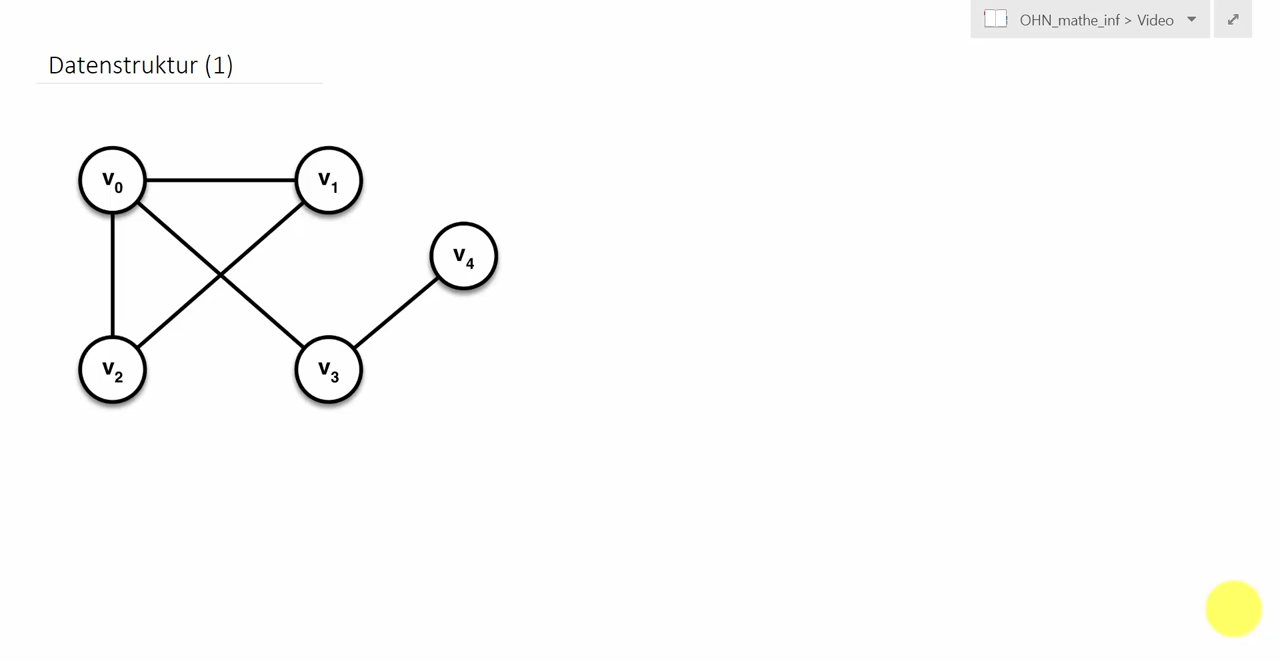 OHN_mathe_inf > Video
Datenstruktur (1)
v0
v1
v4
v2
v3